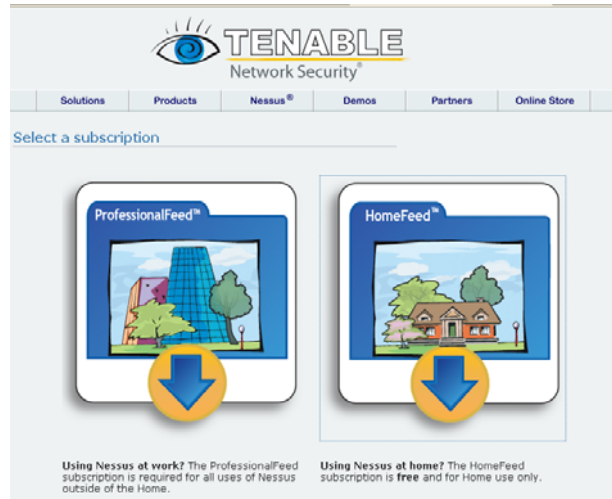 TENABLE
Network Security®
Solutions Products Nessus® Demos Partners Online Store
Select a subscription
ProfessionalFeed™ HomeFeed™
Using Nessus at work? The ProfessionalFeed
subscription is required for all uses of Nessus
outside of the Home.
Using Nessus at home? The HomeFeed
subscription is free and for Home use only.